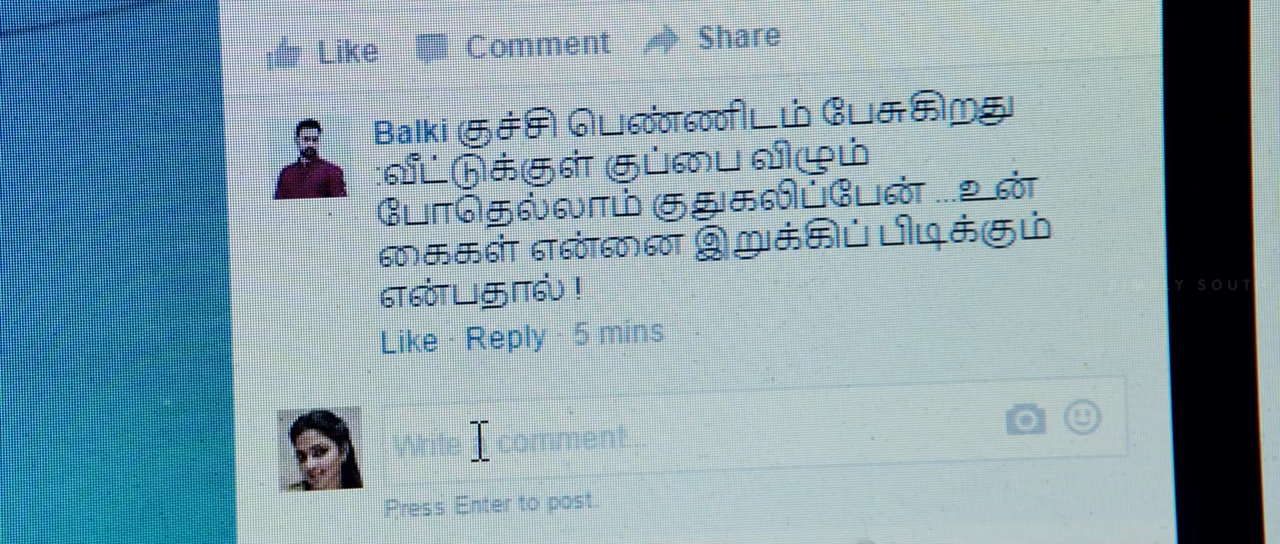 Like Comment Share
Balki குச்சி பெண்ணிடம் பேசுகிறது
:வீட்டுக்குள் குப்பை விழும்
போதெல்லாம் குதுகலிப்பேன் ...உன்
கைகள் என்னை இறுக்கிப் பிடிக்கும்
என்பதால் !
Like · Reply · 5 mins
Write a comment...
Press Enter to post.